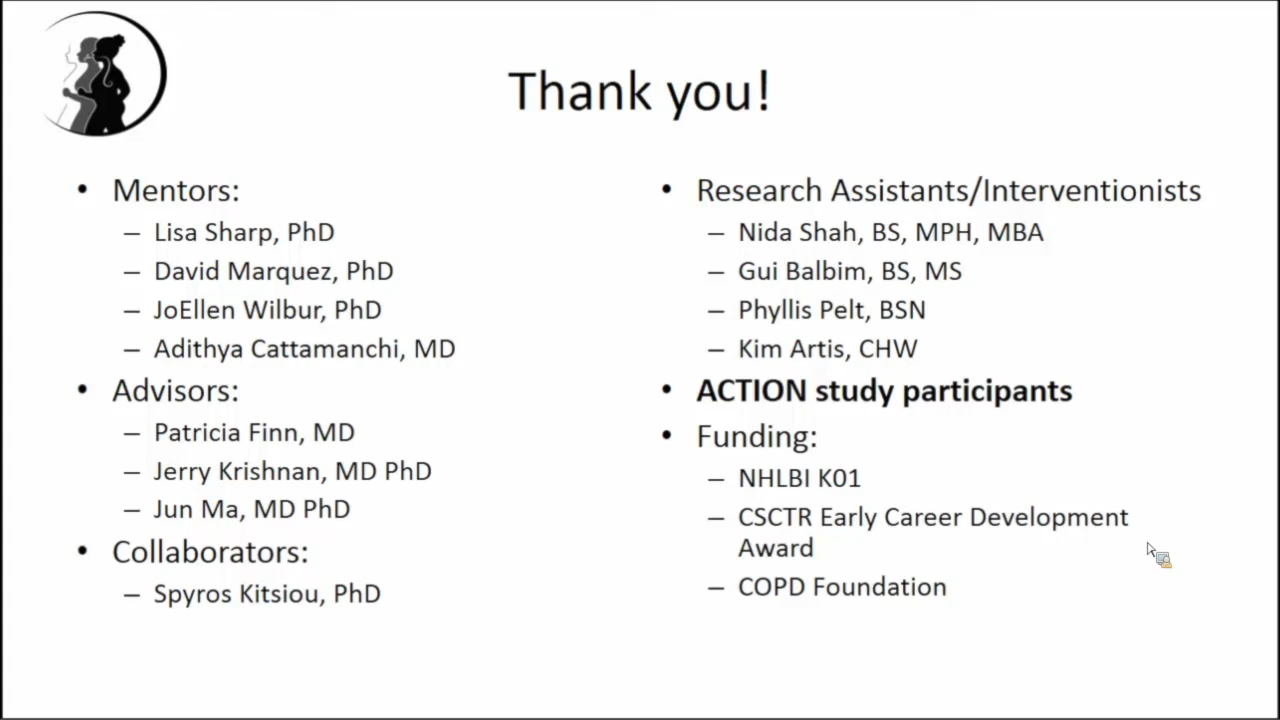 Thank you!
• Mentors:
– Lisa Sharp, PhD
– David Marquez, PhD
– JoEllen Wilbur, PhD
– Adithya Cattamanchi, MD
• Advisors:
– Patricia Finn, MD
– Jerry Krishnan, MD PhD
– Jun Ma, MD PhD
• Collaborators:
– Spyros Kitsiou, PhD
• Research Assistants/Interventionists
– Nida Shah, BS, MPH, MBA
– Gui Balbim, BS, MS
– Phyllis Pelt, BSN
– Kim Artis, CHW
• ACTION study participants
• Funding:
– NHLBI K01
– CSCTR Early Career Development
Award
– COPD Foundation